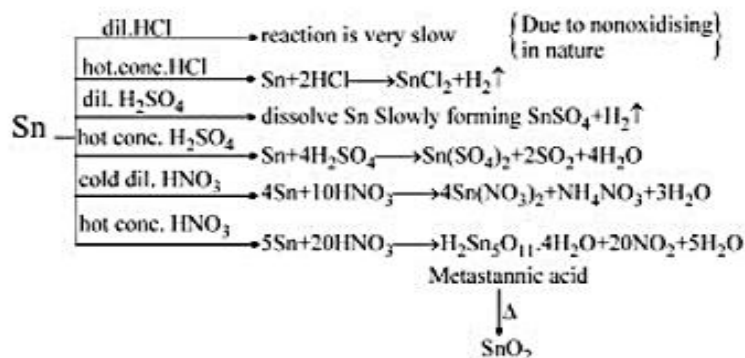 dil.HCl
reaction is very slow { Due to nonoxidising in nature }
hot.conc.HCl
Sn+2HCl⟶SnCl₂+H₂↑
dil. H₂SO₄
dissolve Sn Slowly forming SnSO₄+H₂↑
Sn
hot conc. H₂SO₄
Sn+4H₂SO₄⟶Sn(SO₄)₂+2SO₂+4H₂O
cold dil. HNO₃
4Sn+10HNO₃⟶4Sn(NO₃)₂+NH₄NO₃+3H₂O
hot conc. HNO₃
5Sn+20HNO₃⟶H₂Sn₅O₁₁.4H₂O+20NO₂+5H₂O
Metastannic acid
Δ
SnO₂